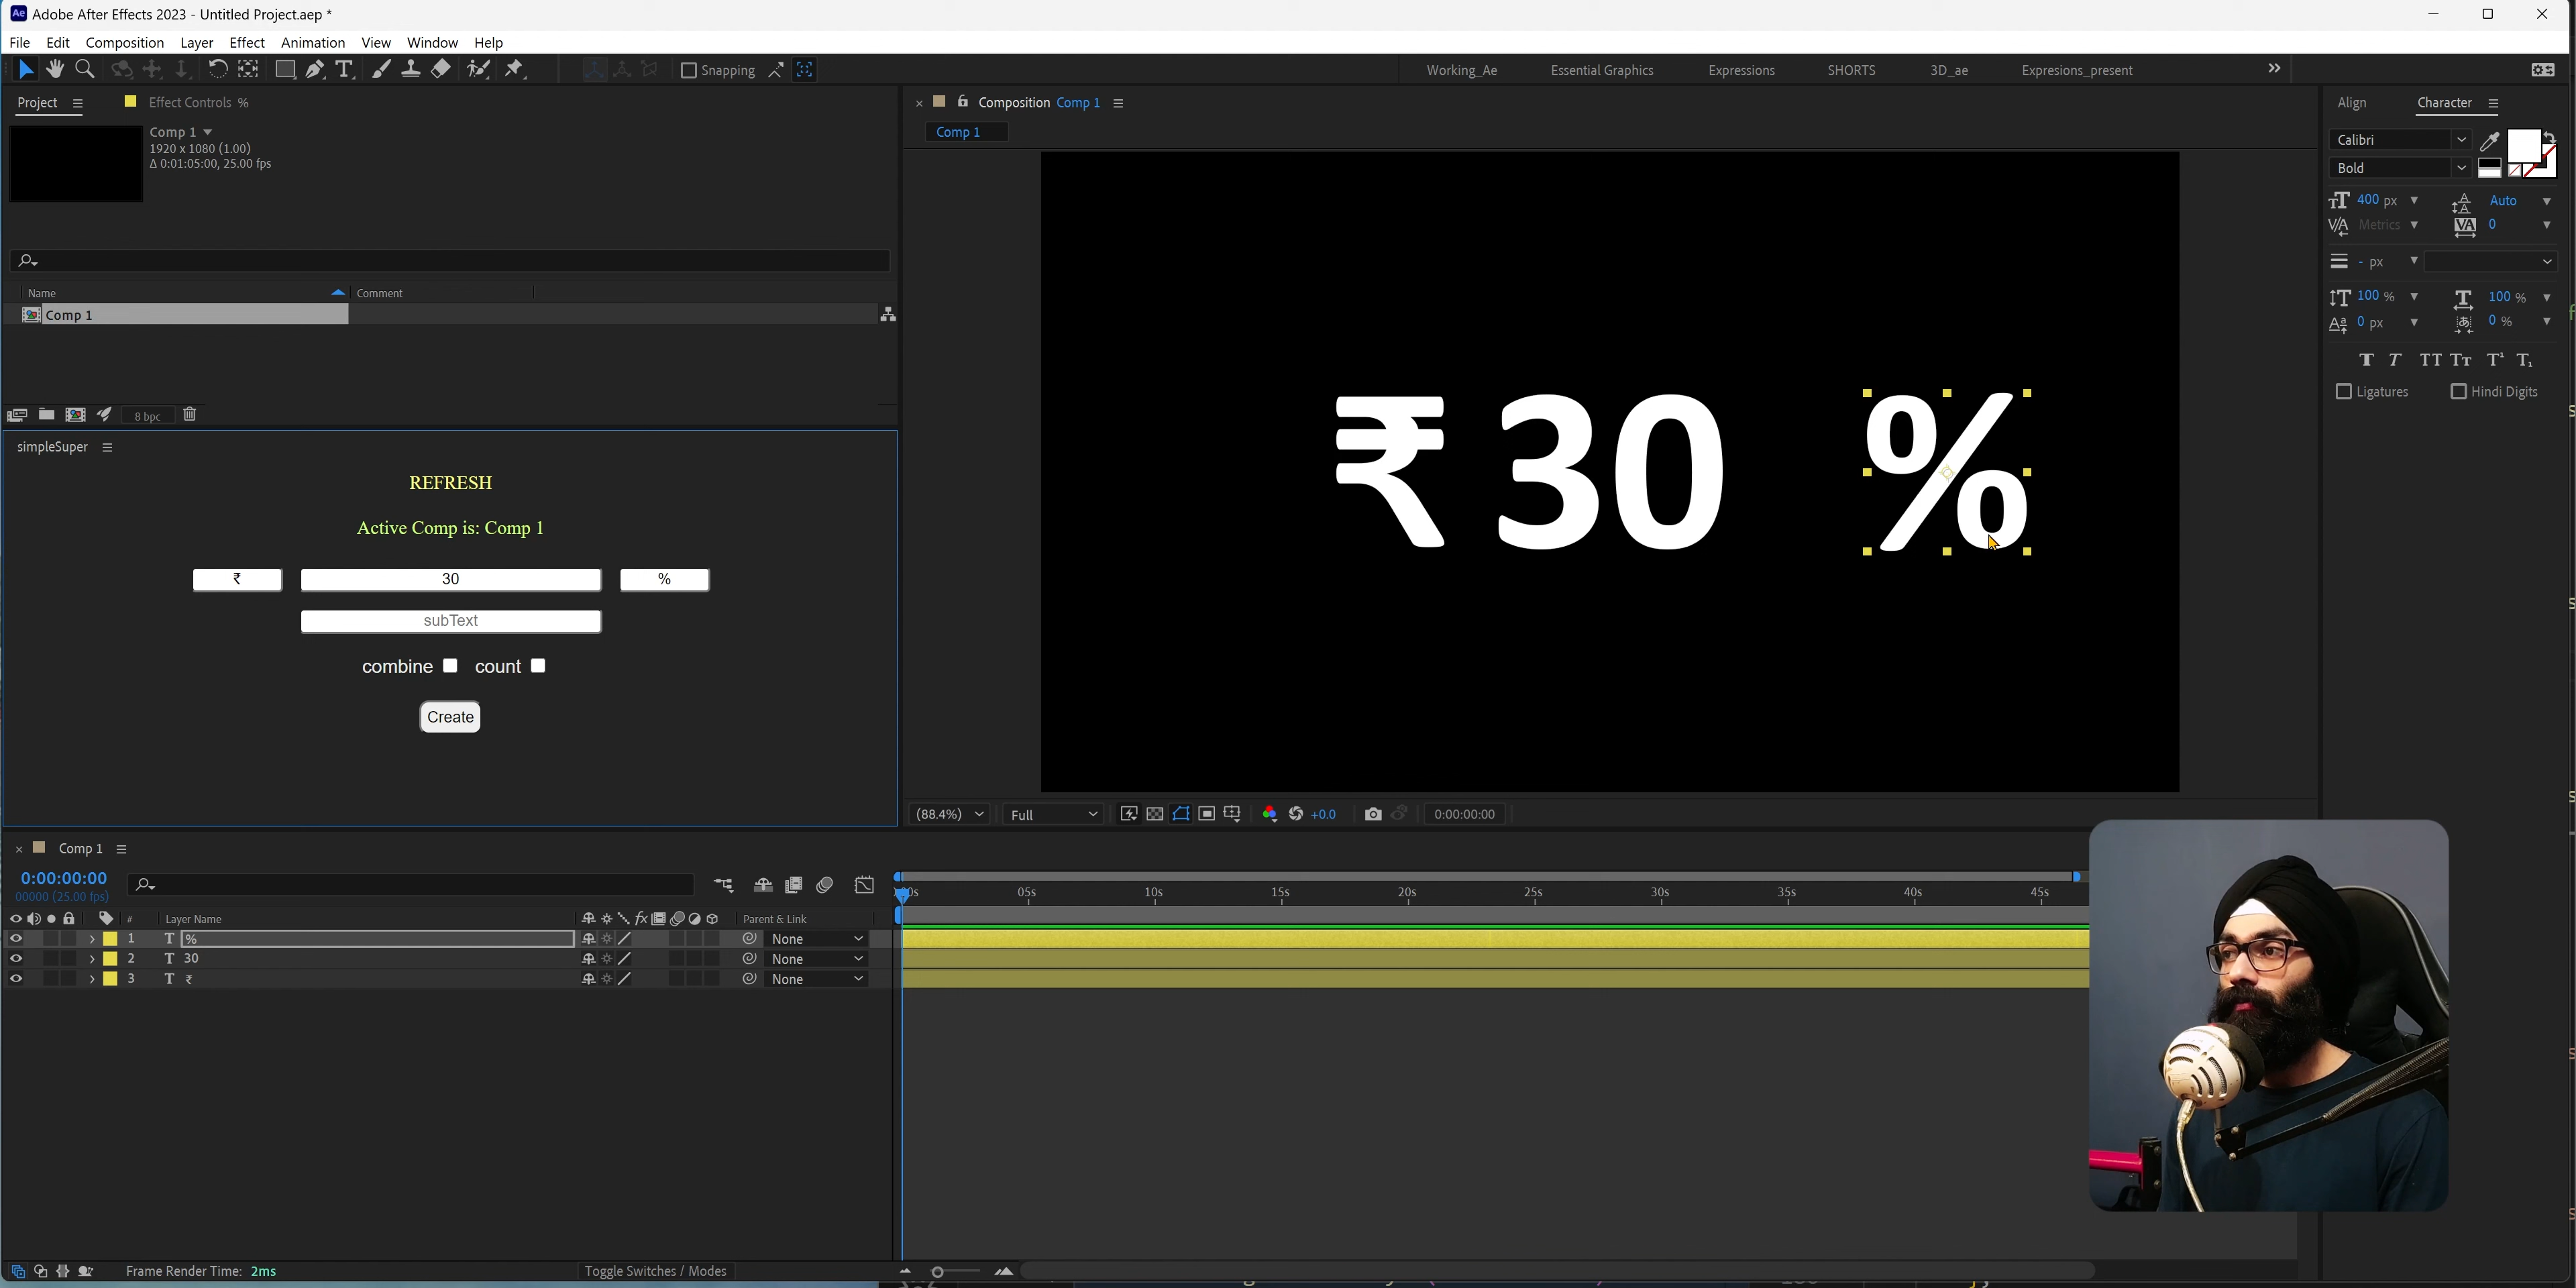 Ae Adobe After Effects 2023 - Untitled Project.aep *
File Edit Composition Layer Effect Animation View Window Help
Snapping
Working_Ae Essential Graphics Expressions SHORTS 3D_ae Expresions_present
Project Effect Controls %
Comp 1
1920 x 1080 (1.00)
Δ 0:01:05:00, 25.00 fps
Name Comment
Comp 1
8 bpc
simpleSuper
REFRESH
Active Comp is: Comp 1
₹ 30 %
subText
combine count
Create
Composition Comp 1
Comp 1
₹ 30 %
(88.4%) Full +0.0 0:00:00:00
Align Character
Calibri
Bold
400 px Auto
Metrics 0
- px
100 % 100 %
0 px 0 %
T T TT Tт T¹ T₁
Ligatures Hindi Digits
Comp 1
0:00:00:00
00000 (25.00 fps)
05s 10s 15s 20s 25s 30s 35s 40s 45s
# Layer Name fx Parent & Link
1 T % None
2 T 30 None
3 T ₹ None
Frame Render Time: 2ms
Toggle Switches / Modes